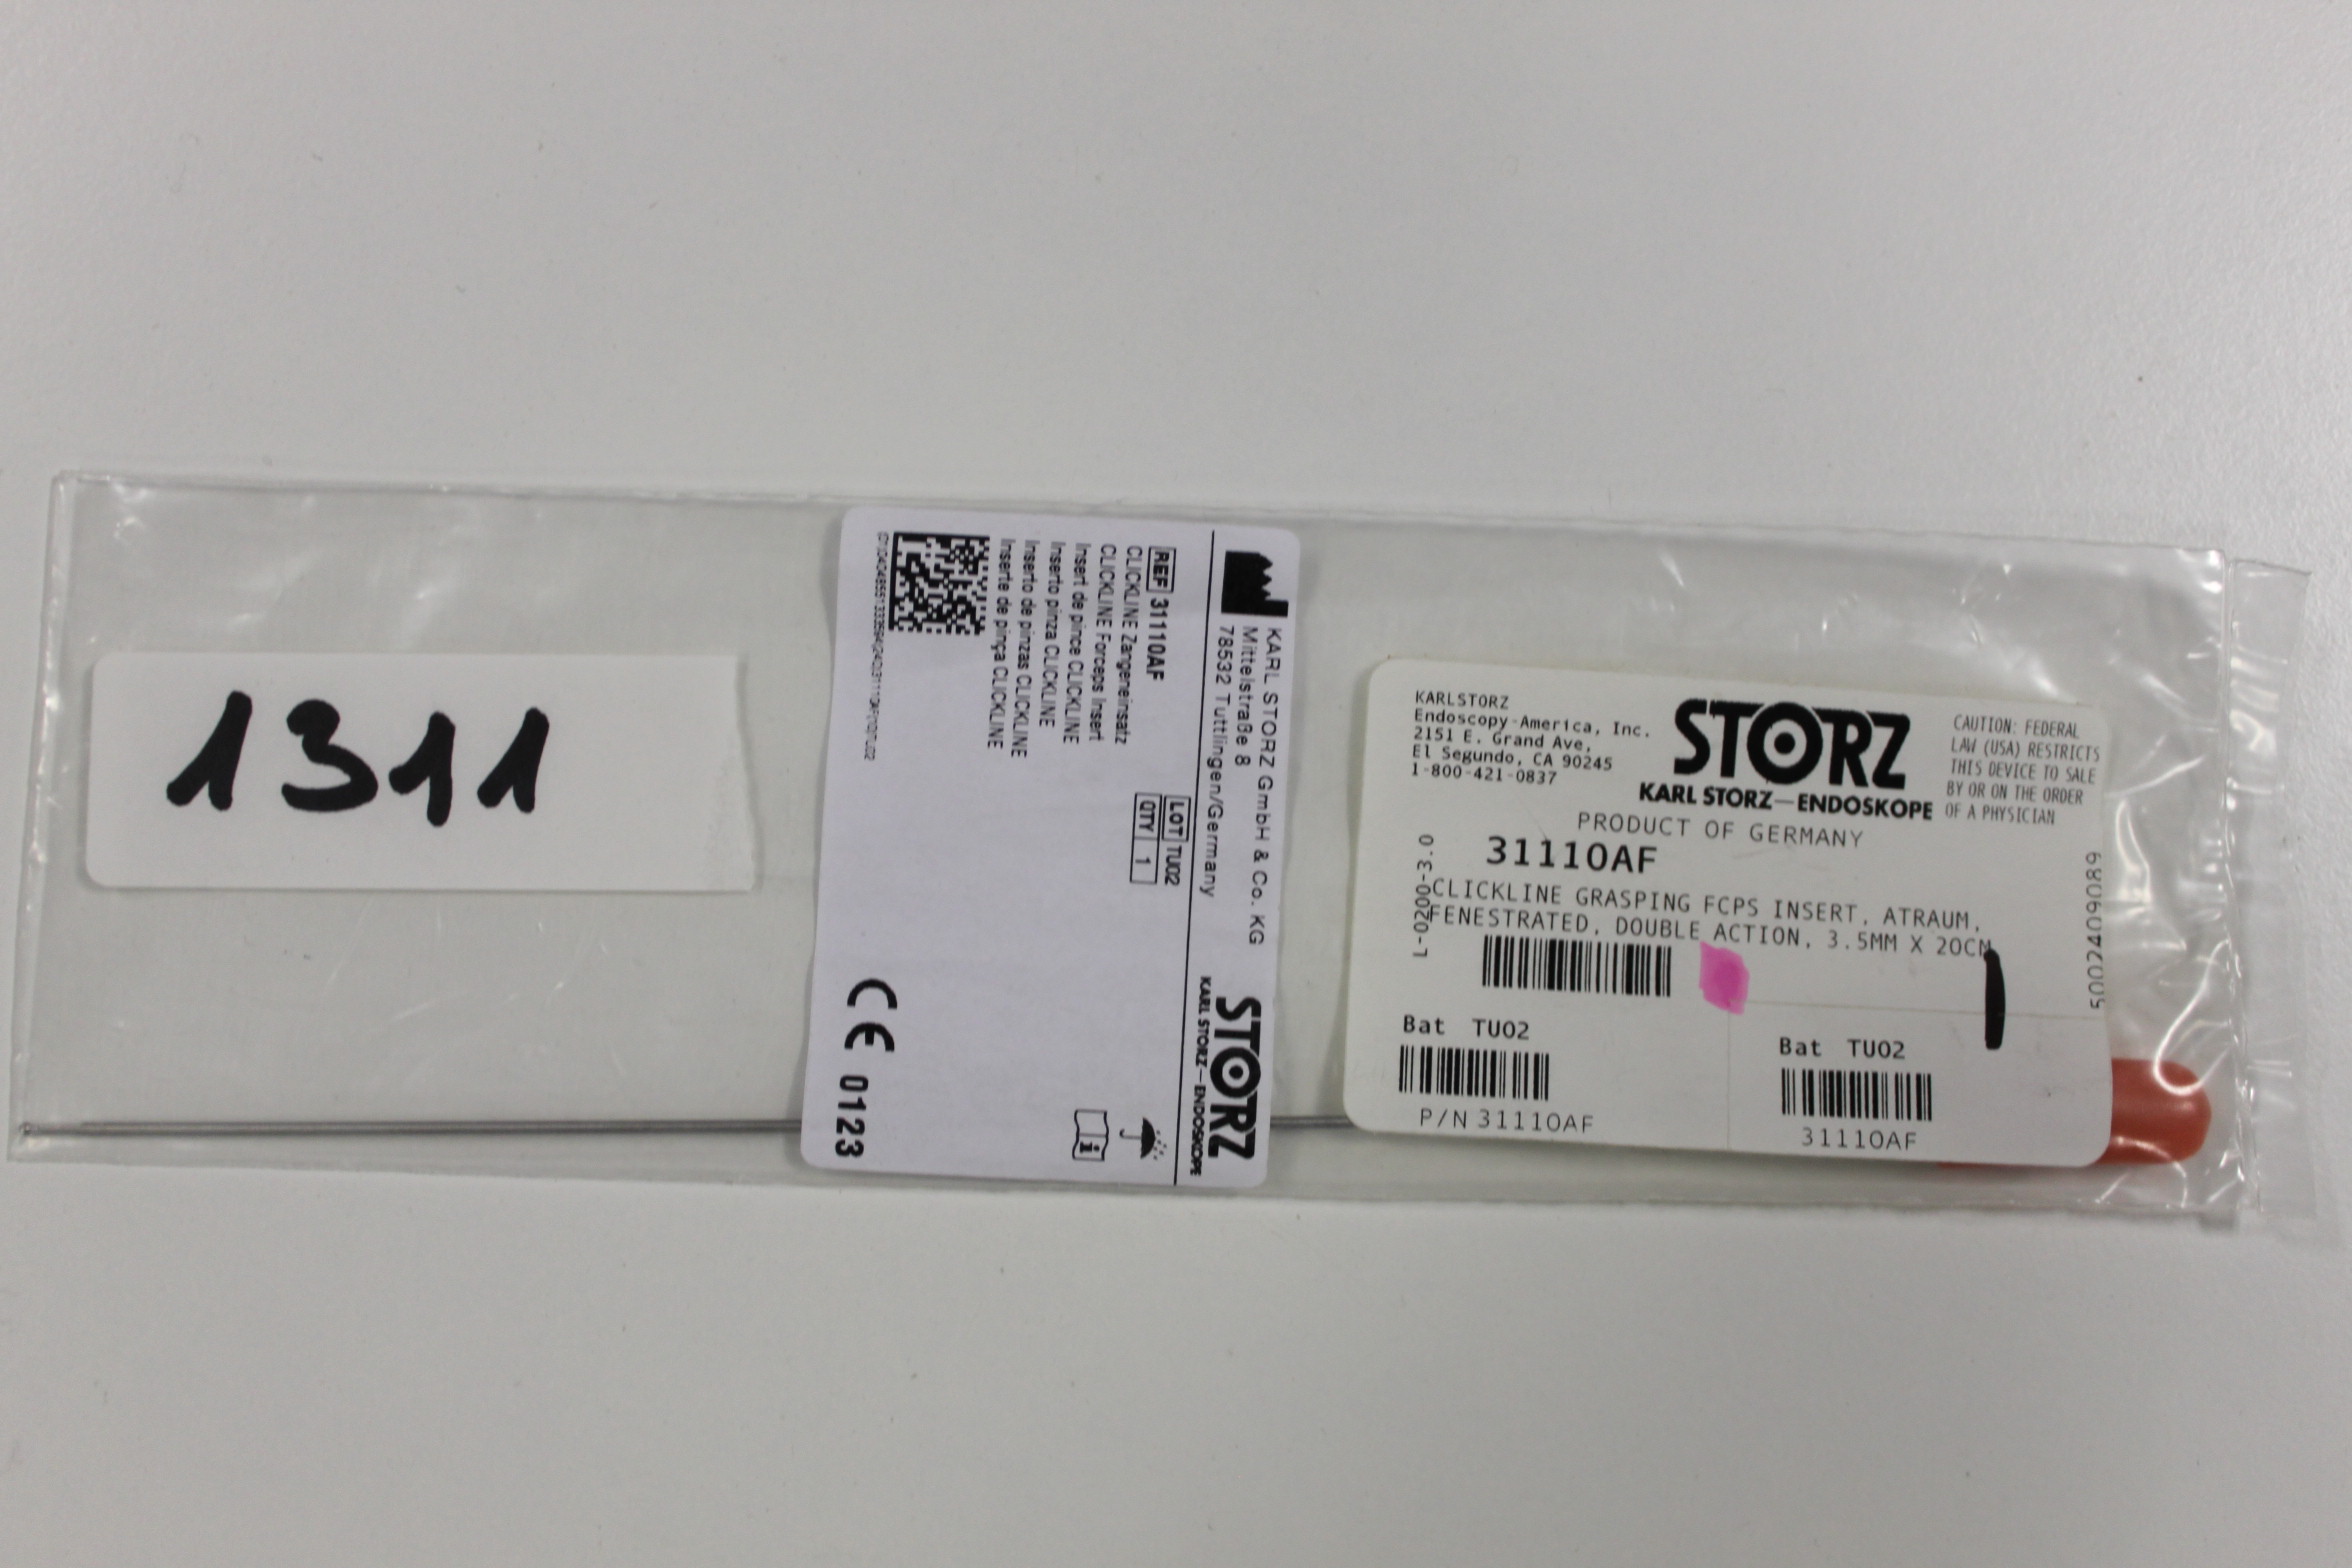 1311
KARL STORZ GmbH & Co. KG
Mittelstraße 8
78532 Tuttlingen/Germany
STORZ
KARL STORZ—ENDOSKOPE
REF 31110AF
LOT TU02
QTY 1
CLICKLINE Zangeneinsatz
CLICKLINE Forceps Insert
Insert de pince CLICKLINE
Inserto pinza CLICKLINE
Inserto de pinzas CLICKLINE
Inserte de pinça CLICKLINE
CE 0123
KARLSTORZ
Endoscopy-America, Inc.
2151 E. Grand Ave,
El Segundo, CA 90245
1-800-421-0837
STORZ
KARL STORZ—ENDOSKOPE
CAUTION: FEDERAL
LAW (USA) RESTRICTS
THIS DEVICE TO SALE
BY OR ON THE ORDER
OF A PHYSICIAN
PRODUCT OF GERMANY
31110AF
CLICKLINE GRASPING FCPS INSERT, ATRAUM,
FENESTRATED, DOUBLE ACTION, 3.5MM X 20CM
L-0200-3.0
5002409089
Bat TU02
P/N 31110AF
Bat TU02
31110AF